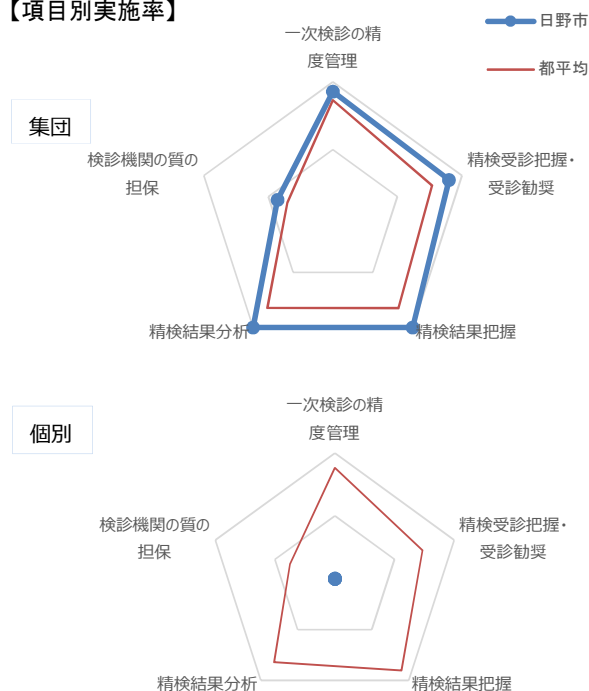 【項目別実施率】
日野市
都平均
集団
一次検診の精
度管理
精検受診把握・
受診勧奨
精検結果把握
精検結果分析
検診機関の質の
担保
個別
一次検診の精
度管理
精検受診把握・
受診勧奨
精検結果把握
精検結果分析
検診機関の質の
担保